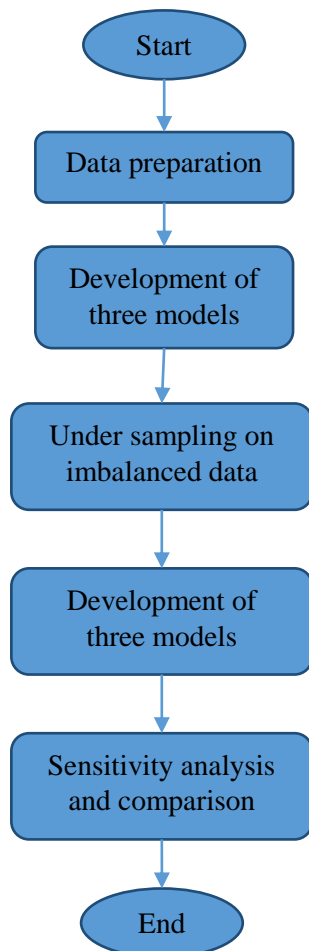 Start
Data preparation
Development of
three models
Under sampling on
imbalanced data
Development of
three models
Sensitivity analysis
and comparison
End